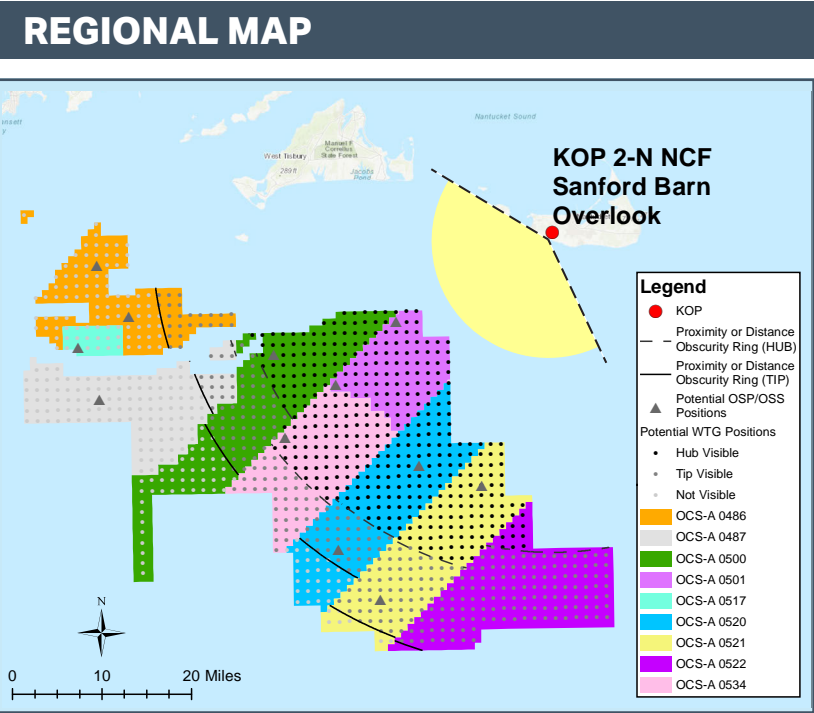 REGIONAL MAP
Nantucket Sound
West Tisbury
Manuel F
Correllus
State Forest
289 ft
Jacobs
Pond
KOP 2-N NCF
Sanford Barn
Overlook
Legend
KOP
Proximity or Distance
Obscurity Ring (HUB)
Proximity or Distance
Obscurity Ring (TIP)
Potential OSP/OSS
Positions
Potential WTG Positions
Hub Visible
Tip Visible
Not Visible
OCS-A 0486
OCS-A 0487
OCS-A 0500
OCS-A 0501
OCS-A 0517
OCS-A 0520
OCS-A 0521
OCS-A 0522
OCS-A 0534
N
0 10 20 Miles